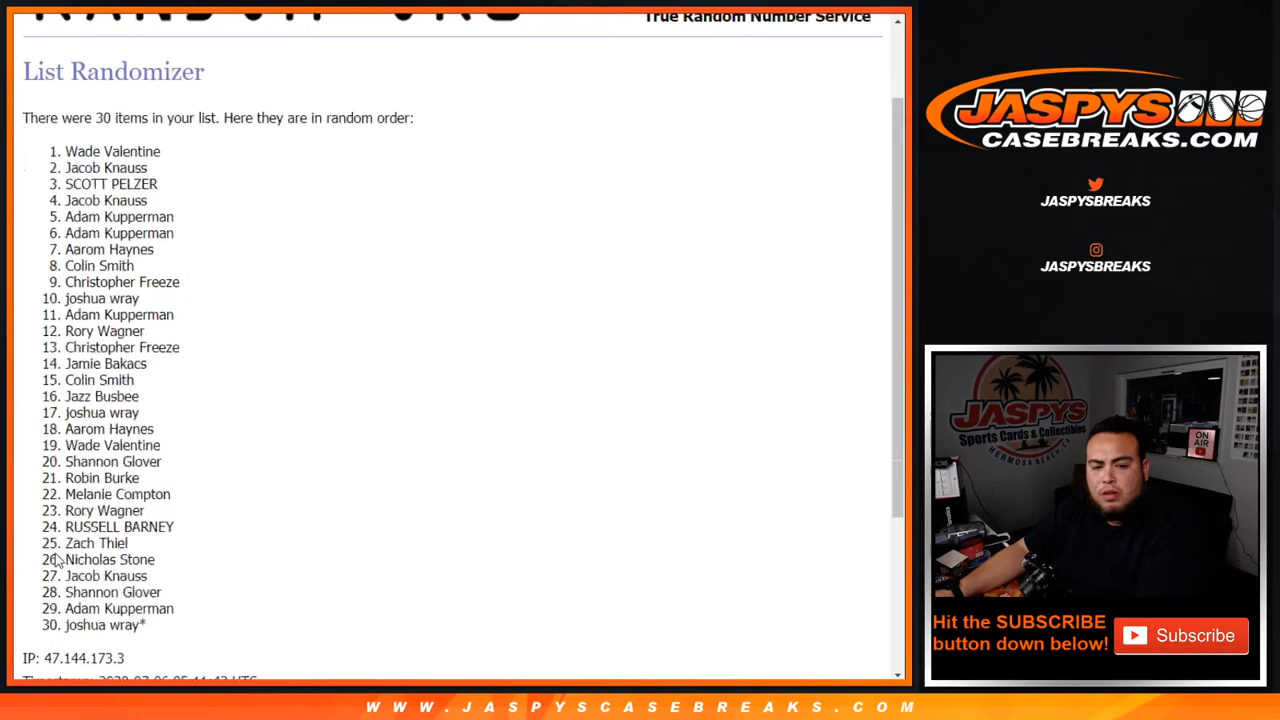 True Random Number Service
List Randomizer
There were 30 items in your list. Here they are in random order:
1. Wade Valentine
2. Jacob Knauss
3. SCOTT PELZER
4. Jacob Knauss
5. Adam Kupperman
6. Adam Kupperman
7. Aarom Haynes
8. Colin Smith
9. Christopher Freeze
10. joshua wray
11. Adam Kupperman
12. Rory Wagner
13. Christopher Freeze
14. Jamie Bakacs
15. Colin Smith
16. Jazz Busbee
17. joshua wray
18. Aarom Haynes
19. Wade Valentine
20. Shannon Glover
21. Robin Burke
22. Melanie Compton
23. Rory Wagner
24. RUSSELL BARNEY
25. Zach Thiel
26. Nicholas Stone
27. Jacob Knauss
28. Shannon Glover
29. Adam Kupperman
30. joshua wray*
IP: 47.144.173.3
JASPYS
CASEBREAKS.COM
JASPYSBREAKS
JASPYSBREAKS
JASPYS
Sports Cards & Collectibles
HERMOSA BEACH, CA
ON AIR
Hit the SUBSCRIBE
button down below!
Subscribe
WWW.JASPYSCASEBREAKS.COM